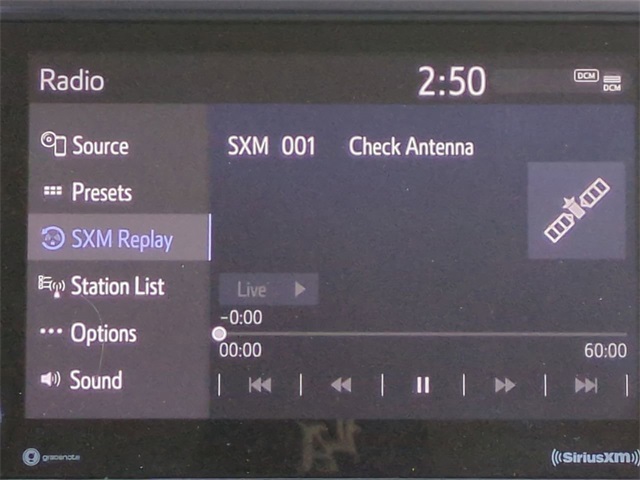 Radio 2:50 DCM DCM
Source
SXM 001 Check Antenna
Presets
SXM Replay
Station List
Live
-0:00
Options
00:00 60:00
Sound
gracenote
((SiriusXM))